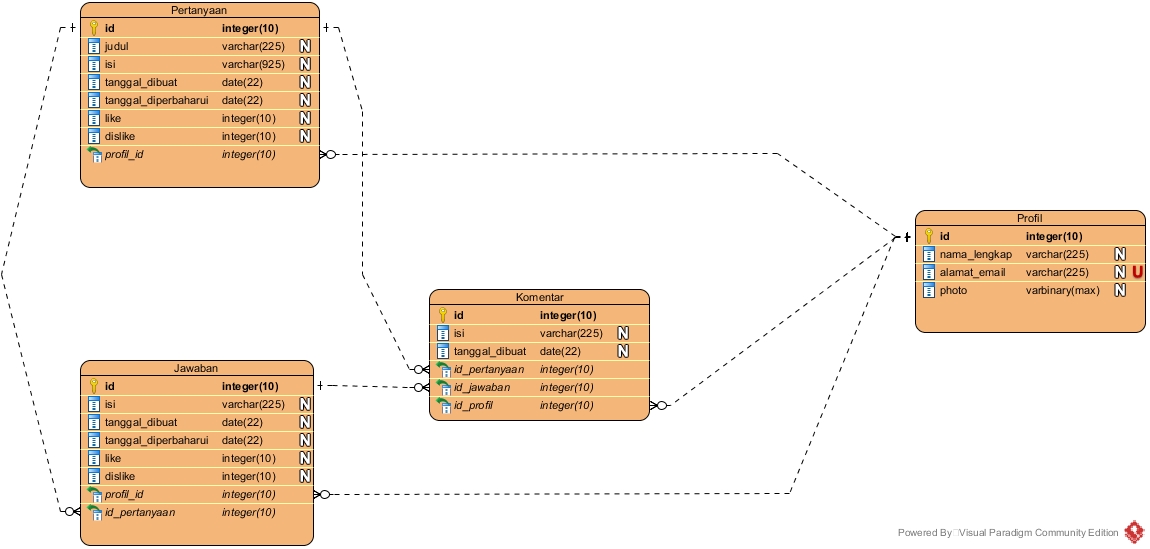 Pertanyaan
id integer(10)
judul varchar(225) N
isi varchar(925) N
tanggal_dibuat date(22) N
tanggal_diperbaharui date(22) N
like integer(10) N
dislike integer(10) N
profil_id integer(10)
Profil
id integer(10)
nama_lengkap varchar(225) N
alamat_email varchar(225) N U
photo varbinary(max) N
Komentar
id integer(10)
isi varchar(225) N
tanggal_dibuat date(22) N
id_pertanyaan integer(10)
id_jawaban integer(10)
id_profil integer(10)
Jawaban
id integer(10)
isi varchar(225) N
tanggal_dibuat date(22) N
tanggal_diperbaharui date(22) N
like integer(10) N
dislike integer(10) N
profil_id integer(10)
id_pertanyaan integer(10)
Powered By Visual Paradigm Community Edition